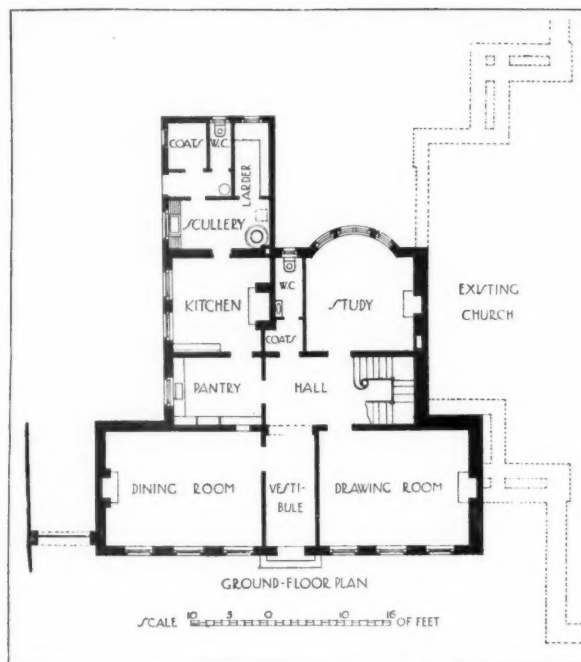 COATS W.C.
LARDER
SCULLERY
KITCHEN
W.C
STUDY
EXISTING
CHURCH
COATS
PANTRY
HALL
DINING ROOM
VESTI-
BULE
DRAWING ROOM
GROUND-FLOOR PLAN
SCALE 10 5 0 10 16 OF FEET